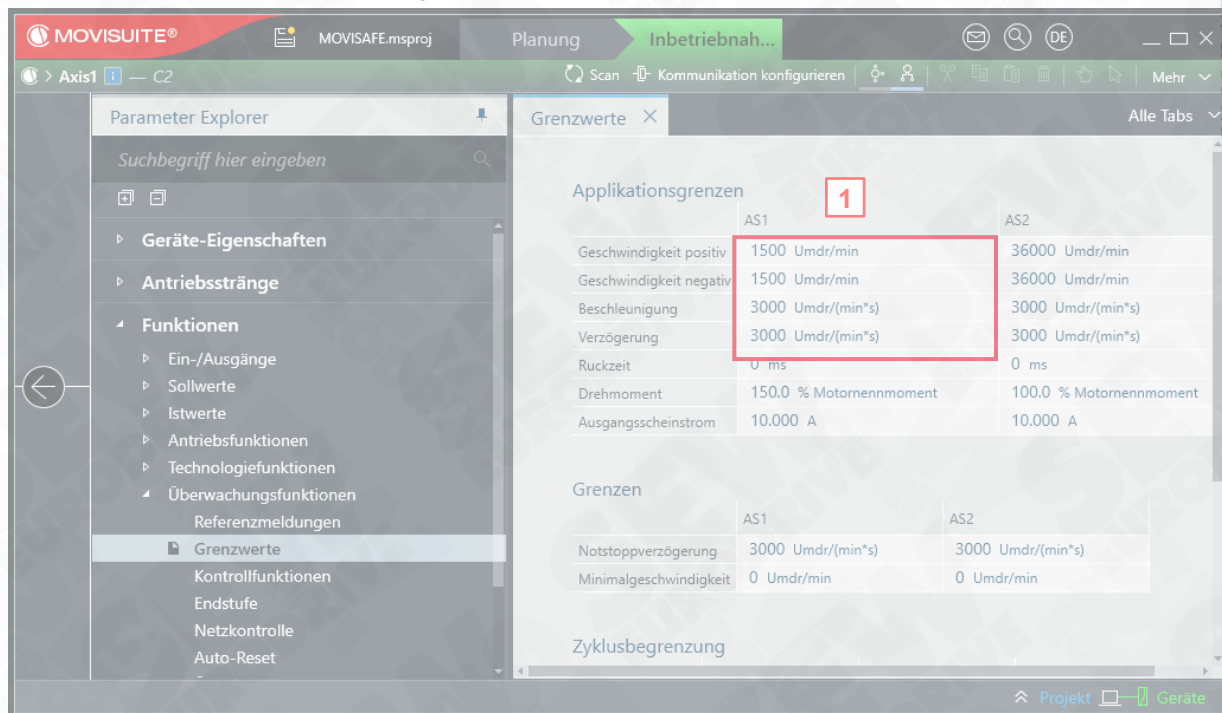 MOVISUITE® MOVISAFE.msproj Planung Inbetriebnah... DE
> Axis1 i — C2 Scan Kommunikation konfigurieren Mehr
Parameter Explorer
Suchbegriff hier eingeben
Geräte-Eigenschaften
Antriebsstränge
Funktionen
Ein-/Ausgänge
Sollwerte
Istwerte
Antriebsfunktionen
Technologiefunktionen
Überwachungsfunktionen
Referenzmeldungen
Grenzwerte
Kontrollfunktionen
Endstufe
Netzkontrolle
Auto-Reset
Grenzwerte Alle Tabs
Applikationsgrenzen
1
AS1 AS2
Geschwindigkeit positiv 1500 Umdr/min 36000 Umdr/min
Geschwindigkeit negativ 1500 Umdr/min 36000 Umdr/min
Beschleunigung 3000 Umdr/(min*s) 3000 Umdr/(min*s)
Verzögerung 3000 Umdr/(min*s) 3000 Umdr/(min*s)
Ruckzeit 0 ms 0 ms
Drehmoment 150.0 % Motornennmoment 100.0 % Motornennmoment
Ausgangsscheinstrom 10.000 A 10.000 A
Grenzen
AS1 AS2
Notstoppverzögerung 3000 Umdr/(min*s) 3000 Umdr/(min*s)
Minimalgeschwindigkeit 0 Umdr/min 0 Umdr/min
Zyklusbegrenzung
Projekt Geräte